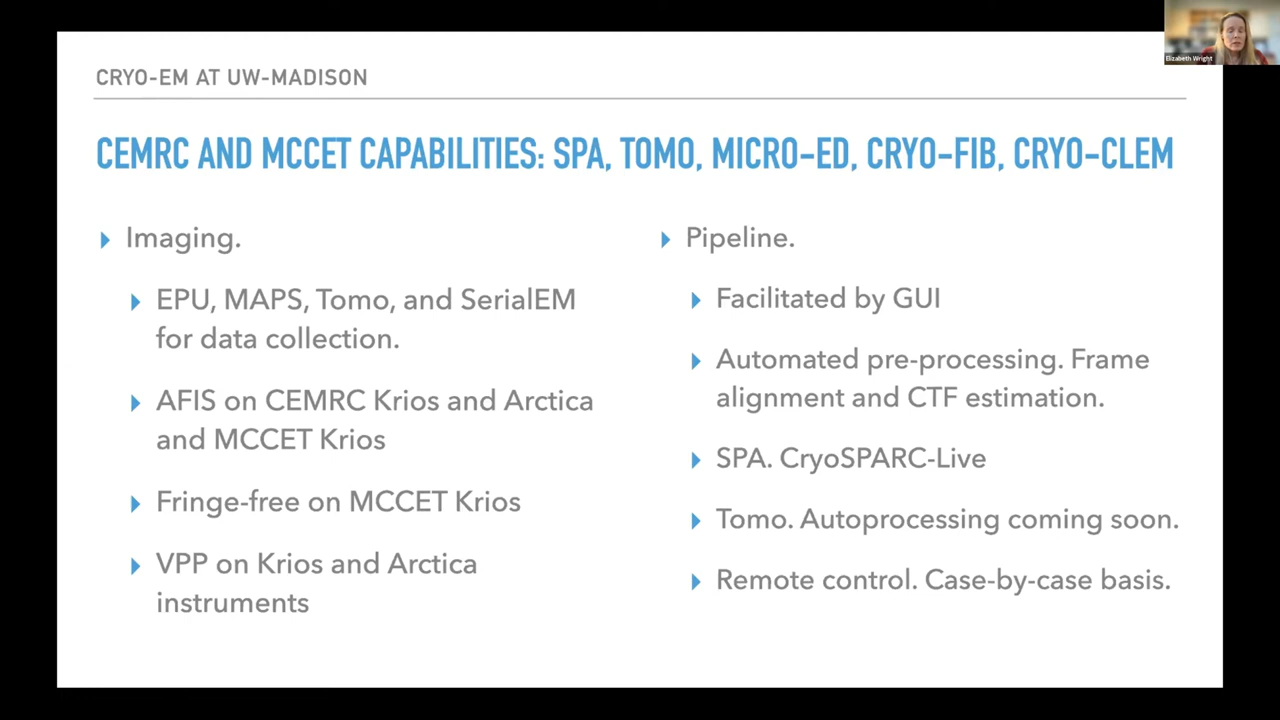 Elizabeth Wright
CRYO-EM AT UW-MADISON
CEMRC AND MCCET CAPABILITIES: SPA, TOMO, MICRO-ED, CRYO-FIB, CRYO-CLEM
Imaging.
EPU, MAPS, Tomo, and SerialEM
for data collection.
AFIS on CEMRC Krios and Arctica
and MCCET Krios
Fringe-free on MCCET Krios
VPP on Krios and Arctica
instruments
Pipeline.
Facilitated by GUI
Automated pre-processing. Frame
alignment and CTF estimation.
SPA. CryoSPARC-Live
Tomo. Autoprocessing coming soon.
Remote control. Case-by-case basis.